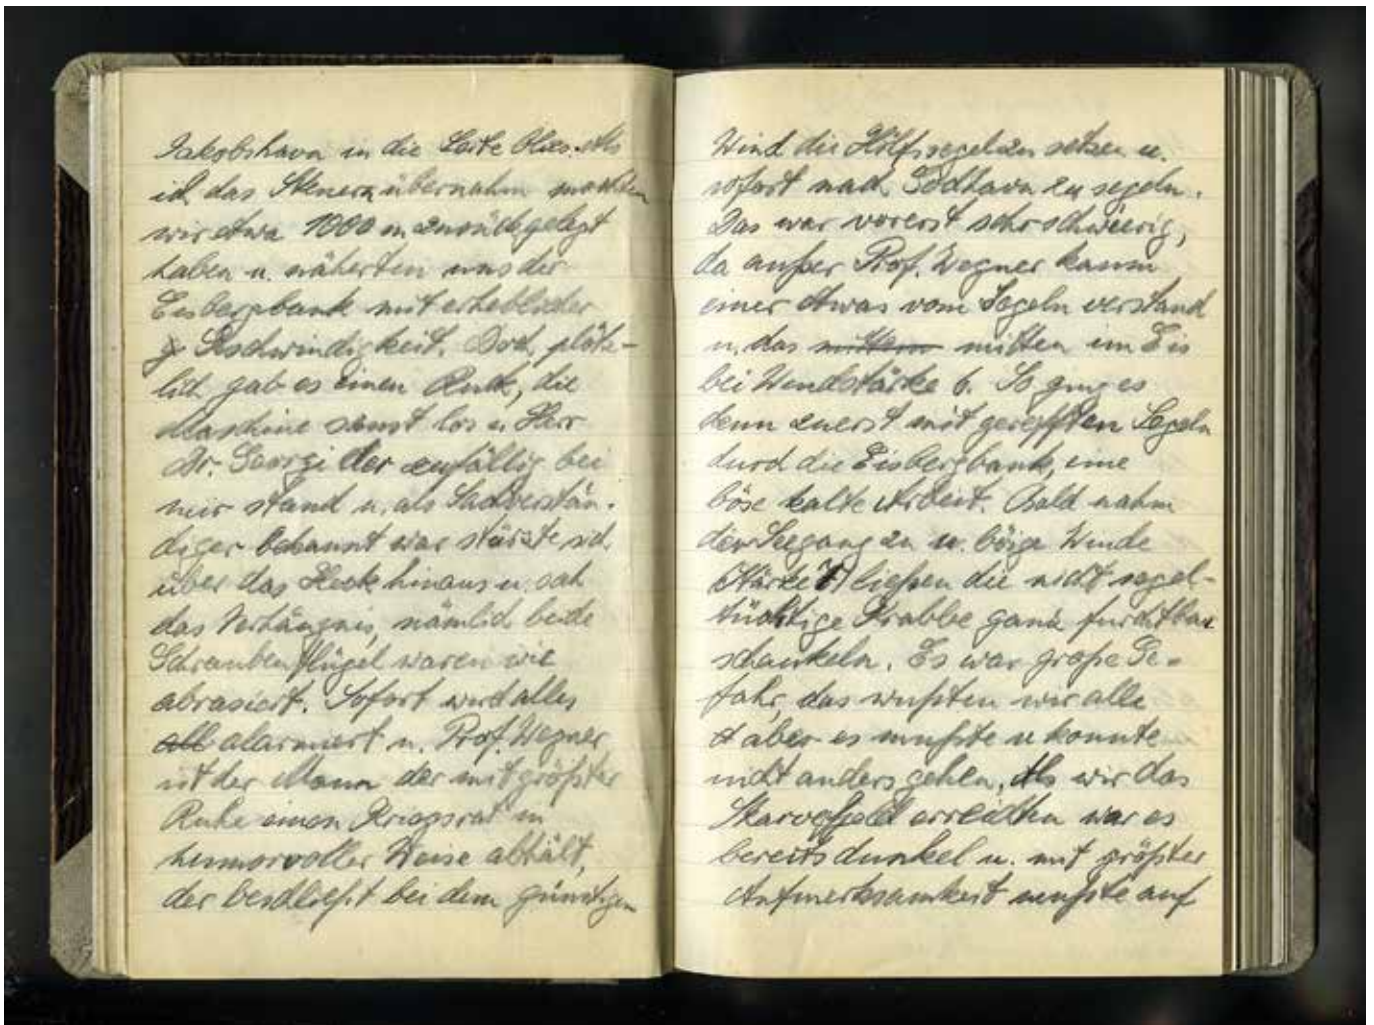 Jakobshavn in die Seite blies. Als
ich das Steuern übernahm mochten
wir etwa 1000 m zurückgelegt
haben u. näherten uns der
Eisbergbank mit erheblicher
Geschwindigkeit. Doch plötz-
lich gab es einen Ruck, die
Maschine saust los u. Herr
Dr. Georgi der zufällig bei
mir stand u. als Sachverstän-
diger bekannt war stürzte sich
über das Heck hinaus u. sah
das Verhängnis, nämlich beide
Schraubenflügel waren wie
abrasiert. Sofort wird alles
all alarmiert u. Prof. Wegner
ist der Mann der mit größter
Ruhe einen Kriegsrat in
humorvoller Weise abhält,
der beschließt bei dem günstigen
Wind die Hilfssegel zu setzen u.
sofort nach Godhavn zu segeln.
Das war vorerst sehr schwierig,
da außer Prof. Wegner kaum
einer etwas vom Segeln verstand
u. das mittem mitten im Eis
bei Windstärke 6. So ging es
denn zuerst mit gerefften Segeln
durch die Eisbergbank, eine
böse kalte Arbeit. Bald nahm
der Seegang zu u. böige Winde
Stärke 7 ließen die nicht segel-
tüchtige Krabbe ganz furchtbar
schaukeln. Es war große Ge-
fahr, das wußten wir alle
aber es mußte u konnte
nicht anders gehen. Als wir das
erreichten war es
bereits dunkel u. mit größter
Aufmerksamkeit mußte auf